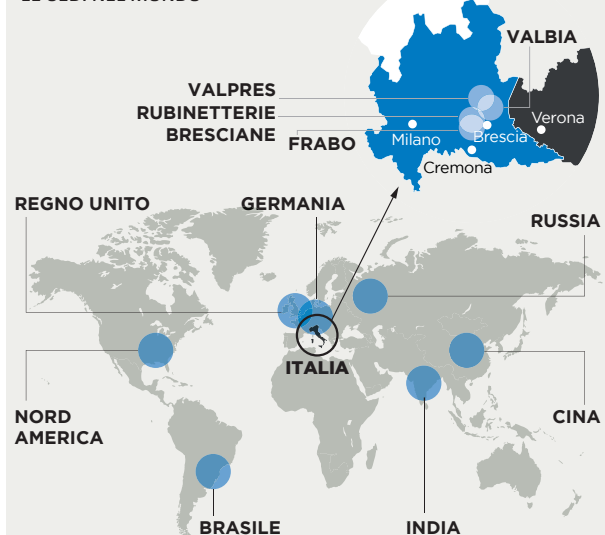 VALBIA
VALPRES
RUBINETTERIE
BRESCIANE
FRABO
Milano
Brescia
Verona
Cremona
REGNO UNITO
GERMANIA
RUSSIA
ITALIA
NORD
AMERICA
CINA
BRASILE
INDIA